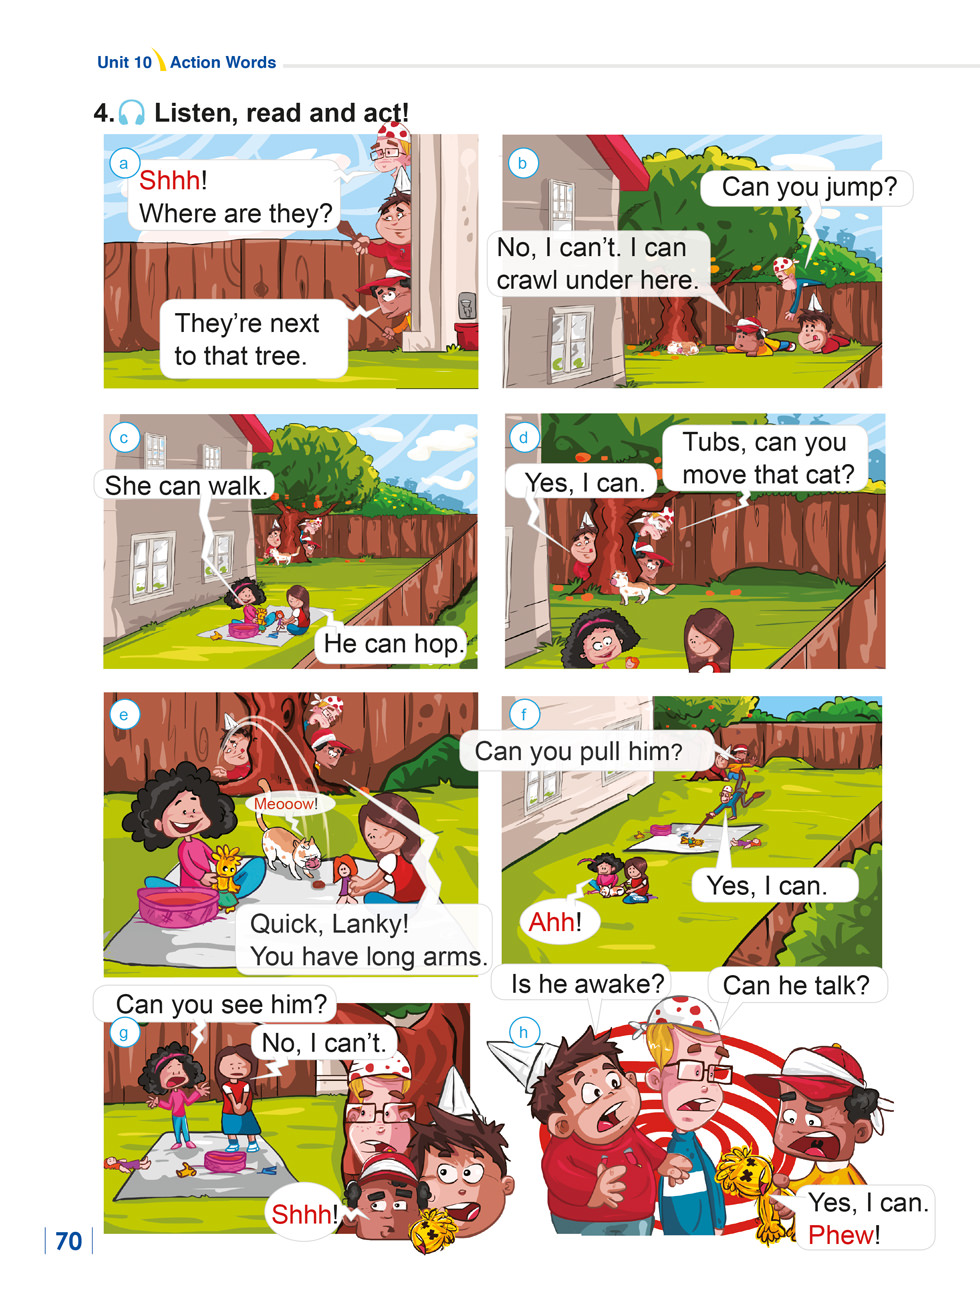 Unit 10 Action Words
4. Listen, read and act!
a
Shhh!
Where are they?
They're next
to that tree.
b
Can you jump?
No, I can't. I can
crawl under here.
c
She can walk.
He can hop.
d
Tubs, can you
move that cat?
Yes, I can.
e
Meooow!
Quick, Lanky!
You have long arms.
f
Can you pull him?
Yes, I can.
Ahh!
g
Can you see him?
No, I can't.
Shhh!
h
Is he awake?
Can he talk?
Yes, I can.
Phew!
70